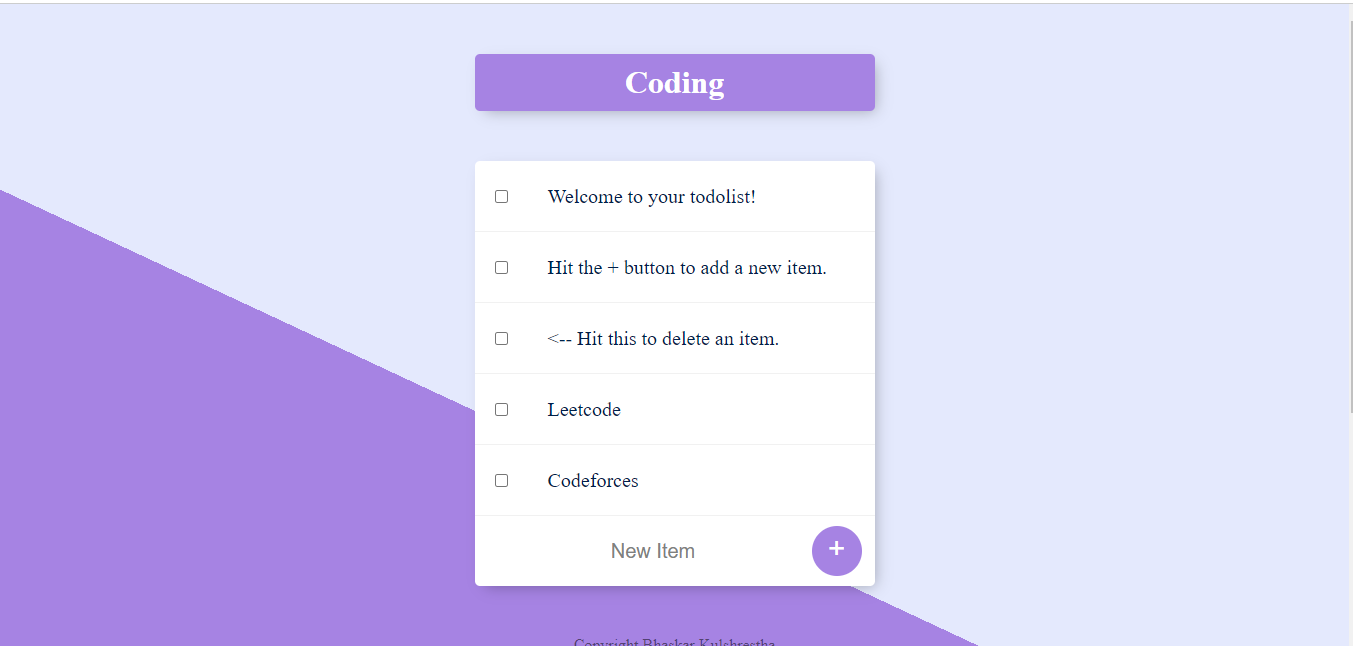 Coding
Welcome to your todolist!
Hit the + button to add a new item.
<-- Hit this to delete an item.
Leetcode
Codeforces
New Item +
Copyright Bhaskar Kulshrestha